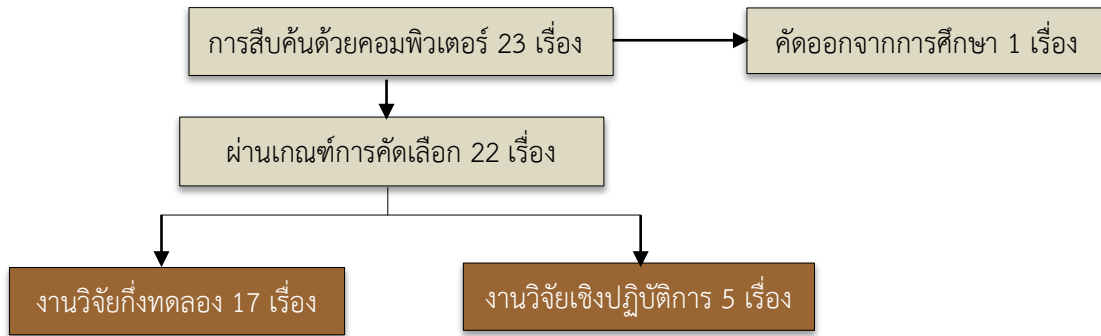 การสืบค้นด้วยคอมพิวเตอร์ 23 เรื่อง
คัดออกจากการศึกษา 1 เรื่อง
ผ่านเกณฑ์การคัดเลือก 22 เรื่อง
งานวิจัยกึ่งทดลอง 17 เรื่อง
งานวิจัยเชิงปฏิบัติการ 5 เรื่อง